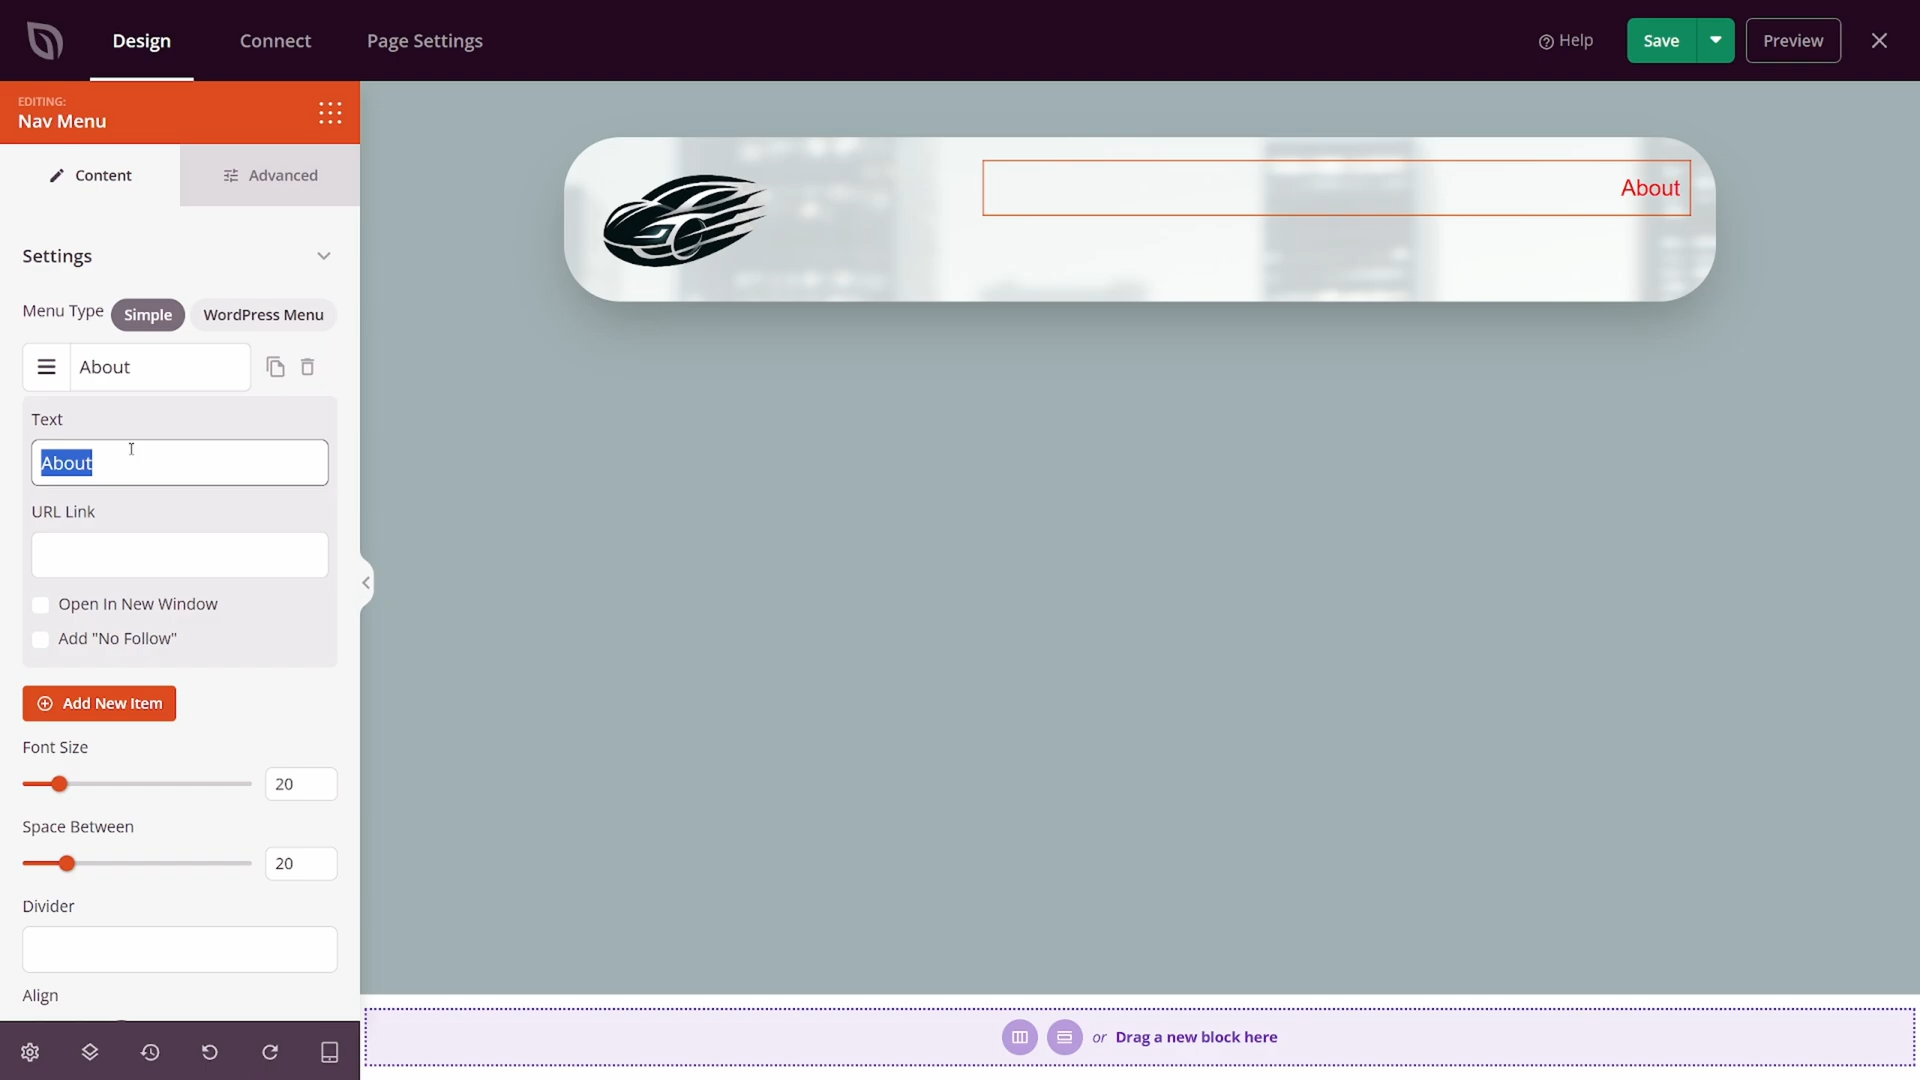 Design
Connect
Page Settings
Help
Save
Preview
EDITING:
Nav Menu
Content
Advanced
Settings
Menu Type
Simple
WordPress Menu
About
Text
About
URL Link
Open In New Window
Add "No Follow"
Add New Item
Font Size
20
Space Between
20
Divider
Align
About
or Drag a new block here